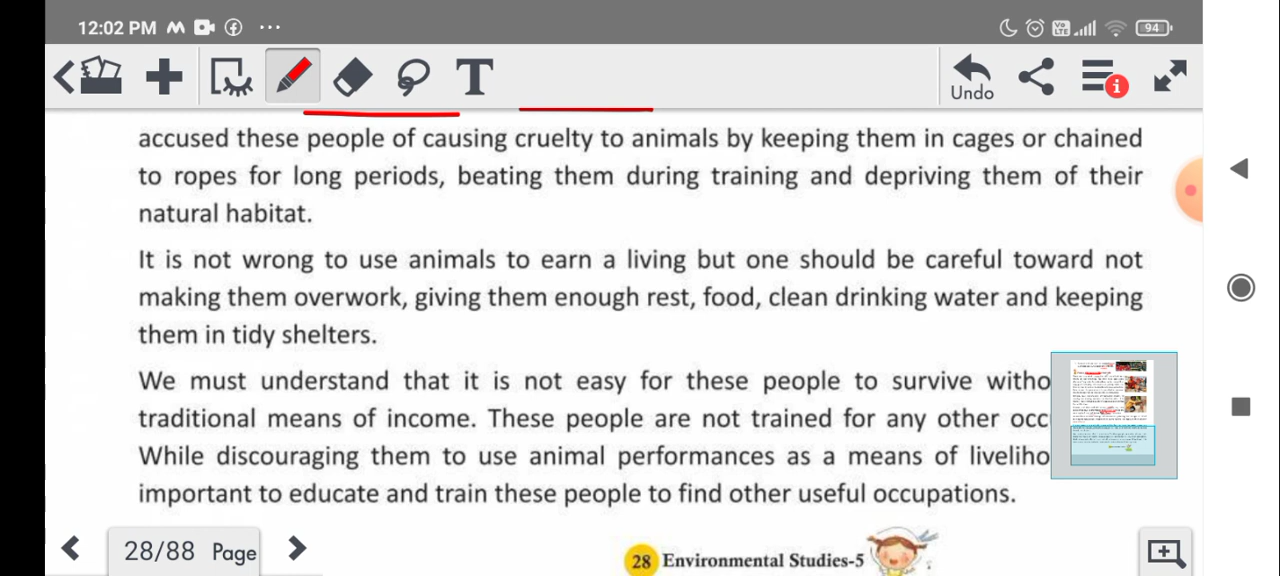 12:02 PM
94
T
Undo
accused these people of causing cruelty to animals by keeping them in cages or chained
to ropes for long periods, beating them during training and depriving them of their
natural habitat.
It is not wrong to use animals to earn a living but one should be careful toward not
making them overwork, giving them enough rest, food, clean drinking water and keeping
them in tidy shelters.
We must understand that it is not easy for these people to survive witho
traditional means of income. These people are not trained for any other occ
While discouraging them to use animal performances as a means of liveliho
important to educate and train these people to find other useful occupations.
28/88 Page
28 Environmental Studies-5